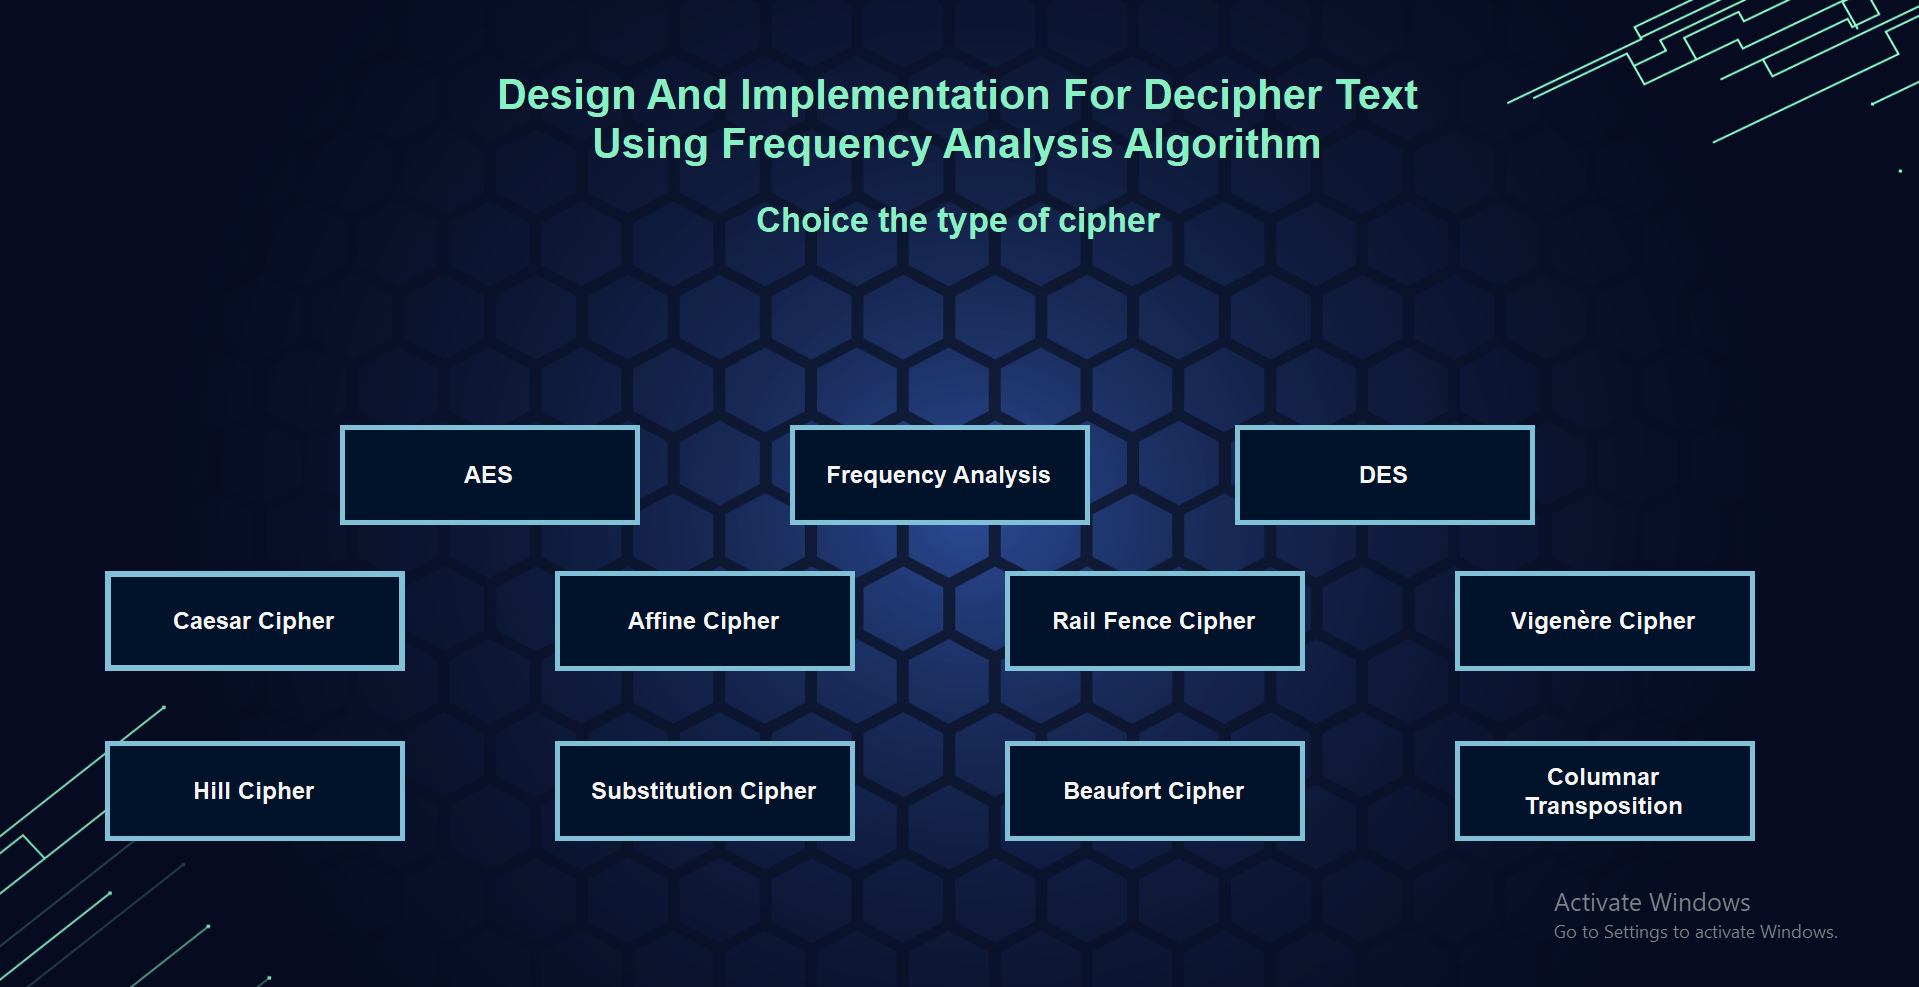 Design And Implementation For Decipher Text
Using Frequency Analysis Algorithm
Choice the type of cipher
AES
Frequency Analysis
DES
Caesar Cipher
Affine Cipher
Rail Fence Cipher
Vigenère Cipher
Hill Cipher
Substitution Cipher
Beaufort Cipher
Columnar
Transposition
Activate Windows
Go to Settings to activate Windows.